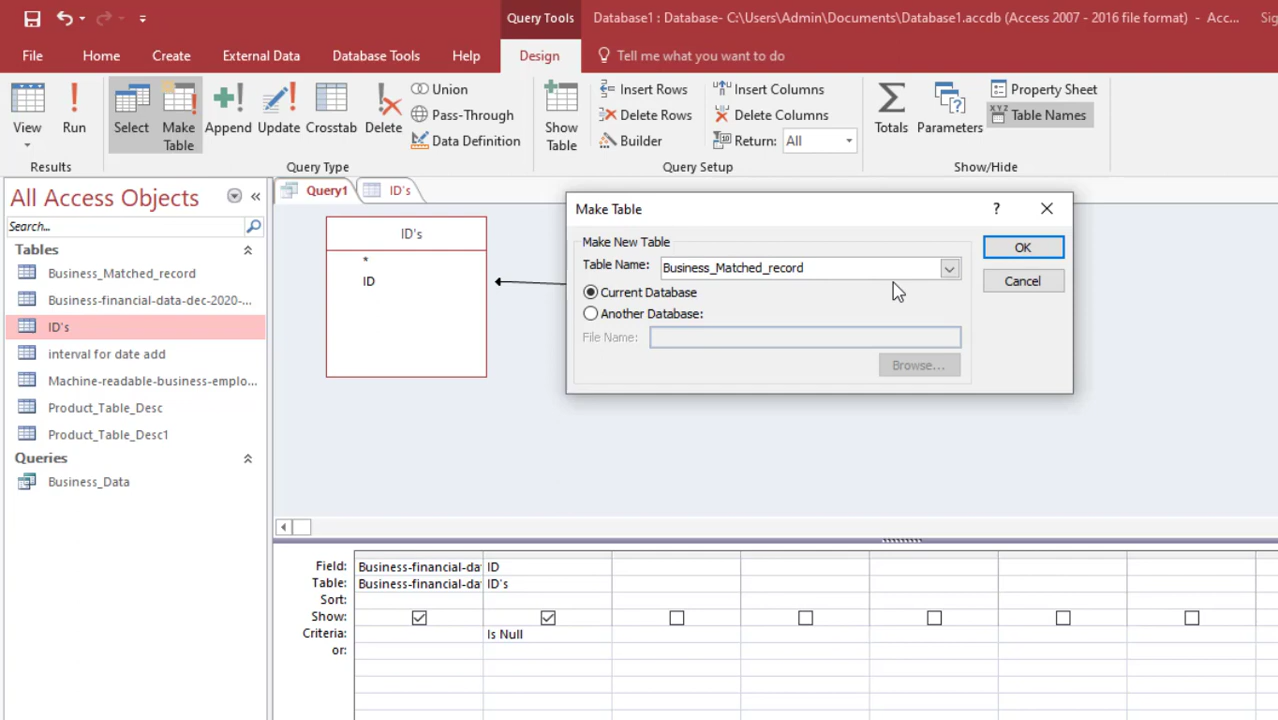 Query Tools
Database1 : Database- C:\Users\Admin\Documents\Database1.accdb (Access 2007 - 2016 file format) - Acc...
File
Home
Create
External Data
Database Tools
Help
Design
Tell me what you want to do
View
Run
Results
Select
Make Table
Append
Update
Crosstab
Delete
Union
Pass-Through
Data Definition
Query Type
Show Table
Insert Rows
Delete Rows
Builder
Insert Columns
Delete Columns
Return: All
Query Setup
Totals
Parameters
Property Sheet
XYZ Table Names
Show/Hide
All Access Objects
Search...
Tables
Business_Matched_record
Business-financial-data-dec-2020-...
ID's
interval for date add
Machine-readable-business-emplo...
Product_Table_Desc
Product_Table_Desc1
Queries
Business_Data
Query1
ID's
ID's
*
ID
Make Table
?
Make New Table
Table Name: Business_Matched_record
Current Database
Another Database:
File Name:
Browse...
OK
Cancel
Field: Business-financial-da ID
Table: Business-financial-da ID's
Sort:
Show:
Criteria: Is Null
or: